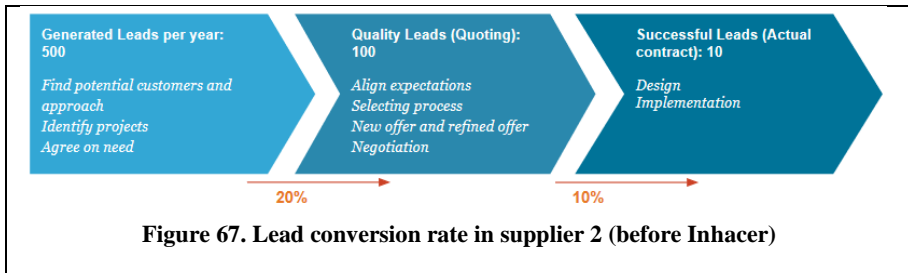 Generated Leads per year:
500
Find potential customers and
approach
Identify projects
Agree on need
Quality Leads (Quoting):
100
Align expectations
Selecting process
New offer and refined offer
Negotiation
Successful Leads (Actual
contract): 10
Design
Implementation
20%
10%
Figure 67. Lead conversion rate in supplier 2 (before Inhacer)